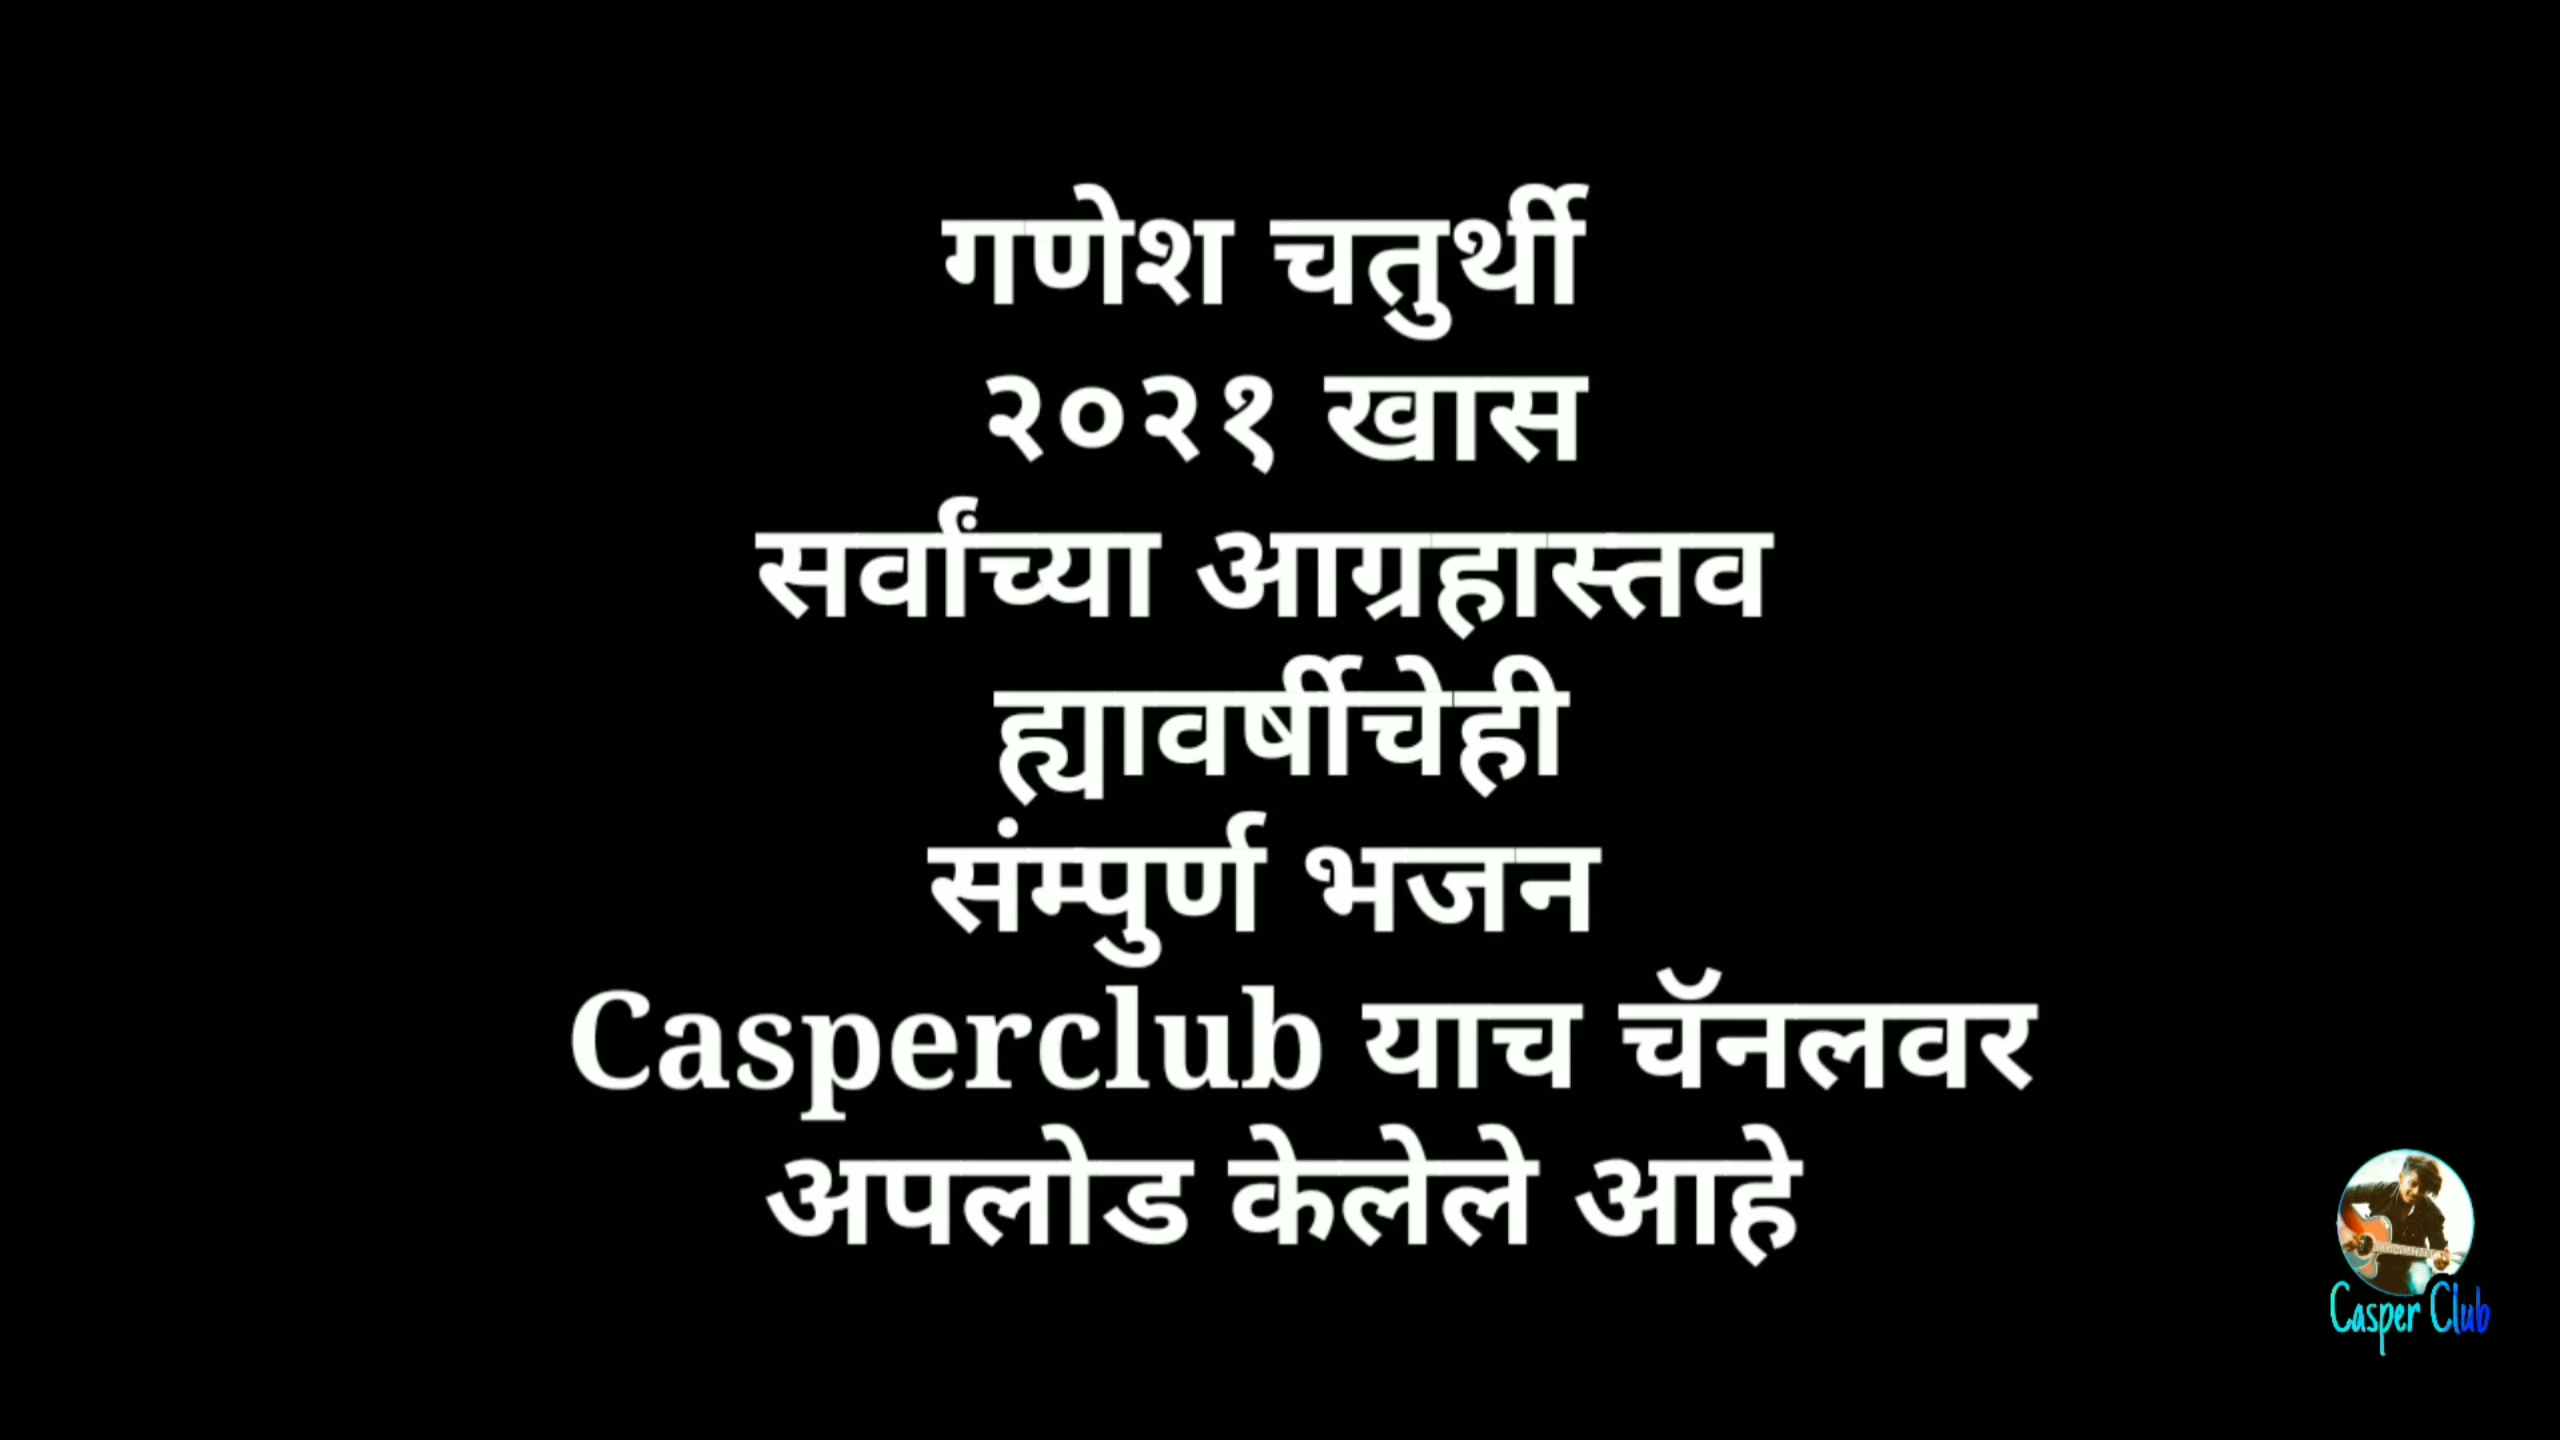 गणेश चतुर्थी
२०२१ खास
सर्वांच्या आग्रहास्तव
ह्यावर्षीचेही
संम्पुर्ण भजन
Casperclub याच चॅनलवर
अपलोड केलेले आहे
Casper Club